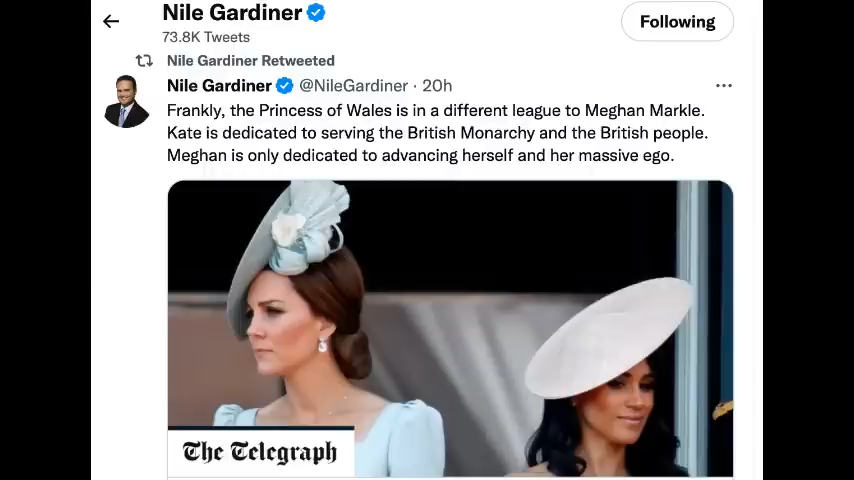 Nile Gardiner
73.8K Tweets
Following
Nile Gardiner Retweeted
Nile Gardiner @NileGardiner · 20h
Frankly, the Princess of Wales is in a different league to Meghan Markle.
Kate is dedicated to serving the British Monarchy and the British people.
Meghan is only dedicated to advancing herself and her massive ego.
The Telegraph